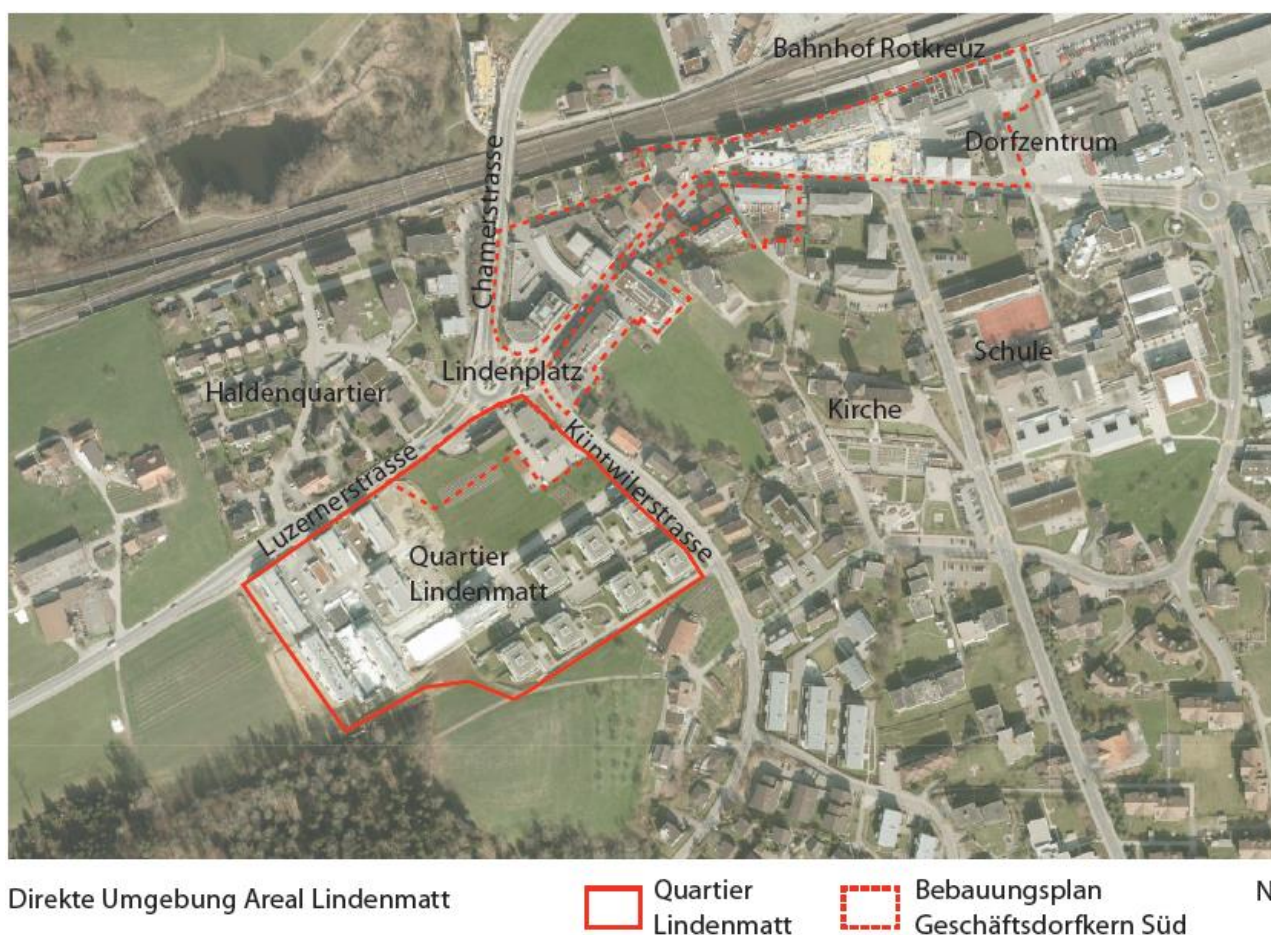 Bahnhof Rotkreuz
Dorfzentrum
Chamerstrasse
Schule
Lindenplatz
Haldenquartier
Kirche
Luzernerstrasse
Küntwilerstrasse
Quartier
Lindenmatt
Direkte Umgebung Areal Lindenmatt
Quartier
Lindenmatt
Bebauungsplan
Geschäftsdorfkern Süd
N